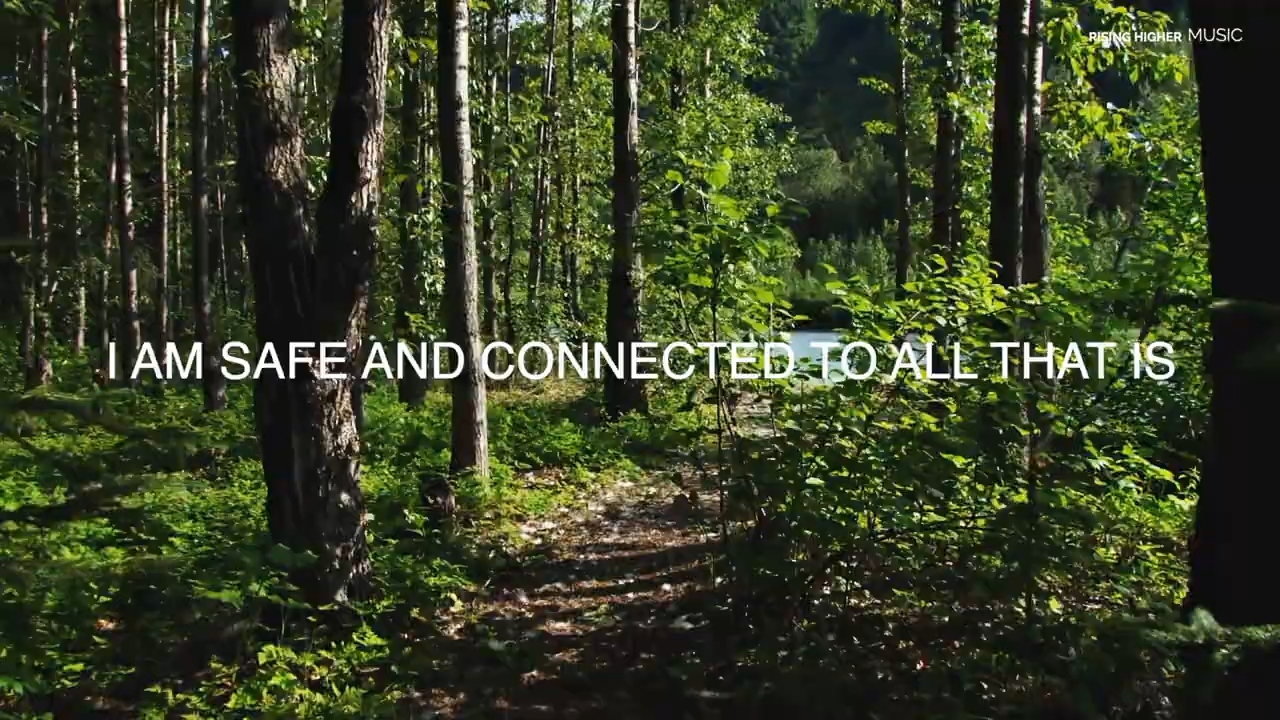 RISING HIGHER MUSIC
I AM SAFE AND CONNECTED TO ALL THAT IS